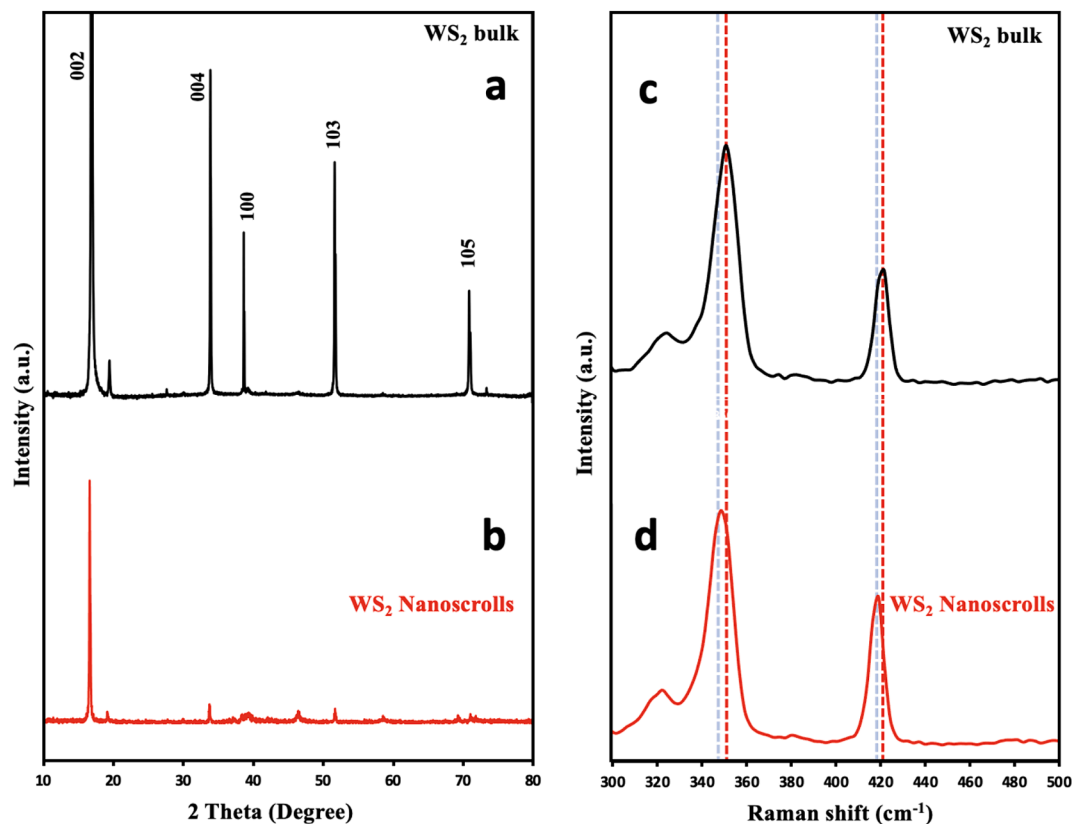 WS₂ bulk
a
002
004
100
103
105
b
WS₂ Nanoscrolls
Intensity (a.u.)
10 20 30 40 50 60 70 80
2 Theta (Degree)
WS₂ bulk
c
d
WS₂ Nanoscrolls
Intensity (a.u.)
300 320 340 360 380 400 420 440 460 480 500
Raman shift (cm⁻¹)